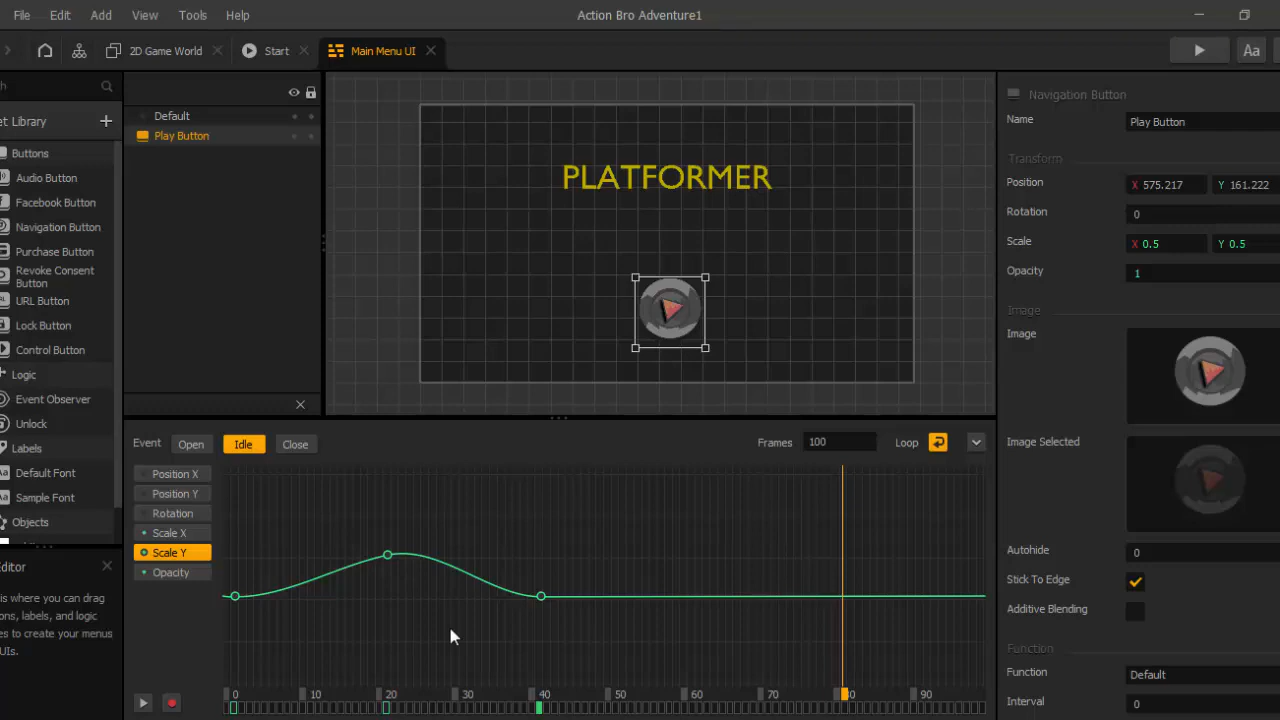 File Edit Add View Tools Help Action Bro Adventure1
2D Game World Start Main Menu UI Aa
et Library
Buttons
Audio Button
Facebook Button
Navigation Button
Purchase Button
Revoke Consent
Button
URL Button
Lock Button
Control Button
Logic
Event Observer
Unlock
Labels
Aa Default Font
Aa Sample Font
Objects
Editor
is where you can drag
ons, labels, and logic
es to create your menus
UIs.
Default
Play Button
PLATFORMER
Event Open Idle Close Frames 100 Loop
Position X
Position Y
Rotation
Scale X
Scale Y
Opacity
0 10 20 30 40 50 60 70 80 90
Navigation Button
Name Play Button
Transform
Position X 575.217 Y 161.222
Rotation 0
Scale X 0.5 Y 0.5
Opacity 1
Image
Image
Image Selected
Autohide 0
Stick To Edge
Additive Blending
Function
Function Default
Interval 0